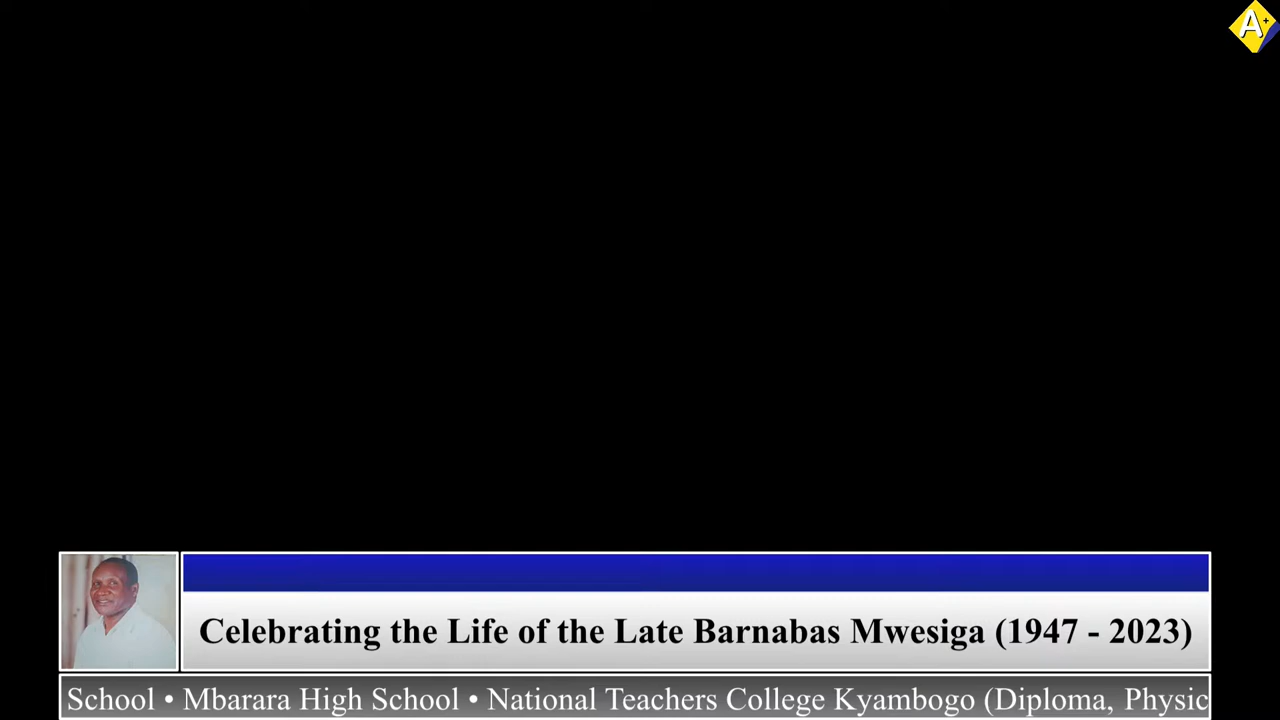 A+
Celebrating the Life of the Late Barnabas Mwesiga (1947 - 2023)
School • Mbarara High School • National Teachers College Kyambogo (Diploma, Physic